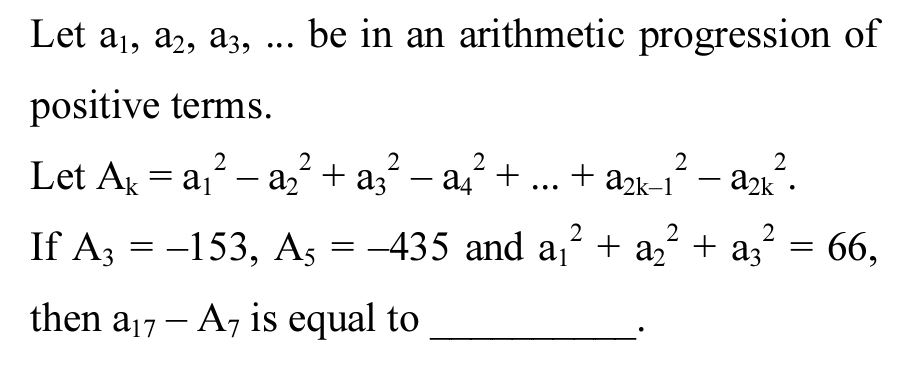 Let a₁, a₂, a₃, ... be in an arithmetic progression of
positive terms.
Let Aₖ = a₁² – a₂² + a₃² – a₄² + ... + a₂ₖ₋₁² – a₂ₖ².
If A₃ = –153, A₅ = –435 and a₁² + a₂² + a₃² = 66,
then a₁₇ – A₇ is equal to __________.